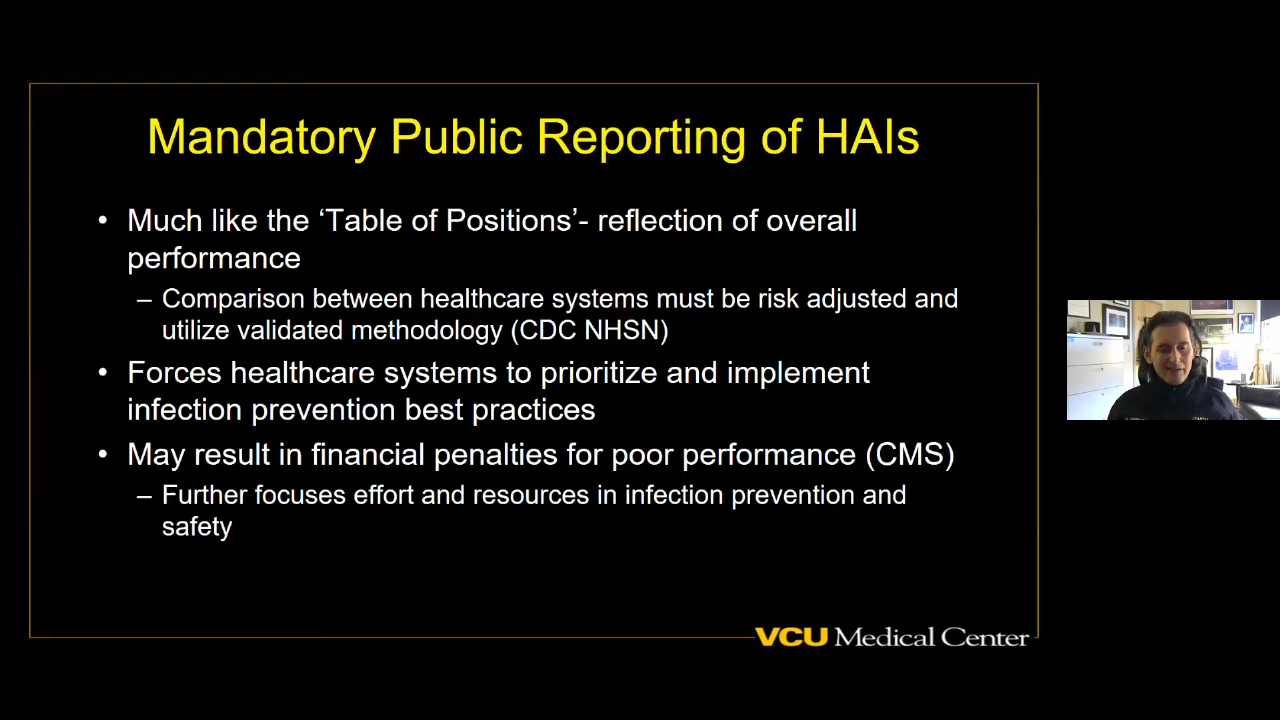 Mandatory Public Reporting of HAIs
• Much like the ‘Table of Positions’- reflection of overall
performance
– Comparison between healthcare systems must be risk adjusted and
utilize validated methodology (CDC NHSN)
• Forces healthcare systems to prioritize and implement
infection prevention best practices
• May result in financial penalties for poor performance (CMS)
– Further focuses effort and resources in infection prevention and
safety
VCU Medical Center